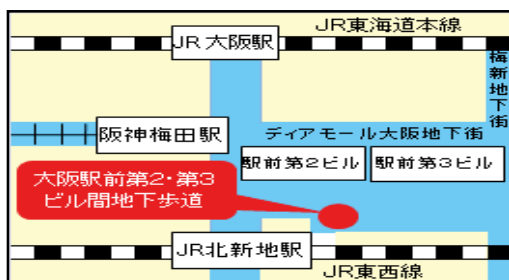 JR東海道本線
JR大阪駅
梅新地下街
阪神梅田駅
ディアモール大阪地下街
駅前第2ビル
駅前第3ビル
大阪駅前第2・第3
ビル間地下歩道
JR北新地駅
JR東西線